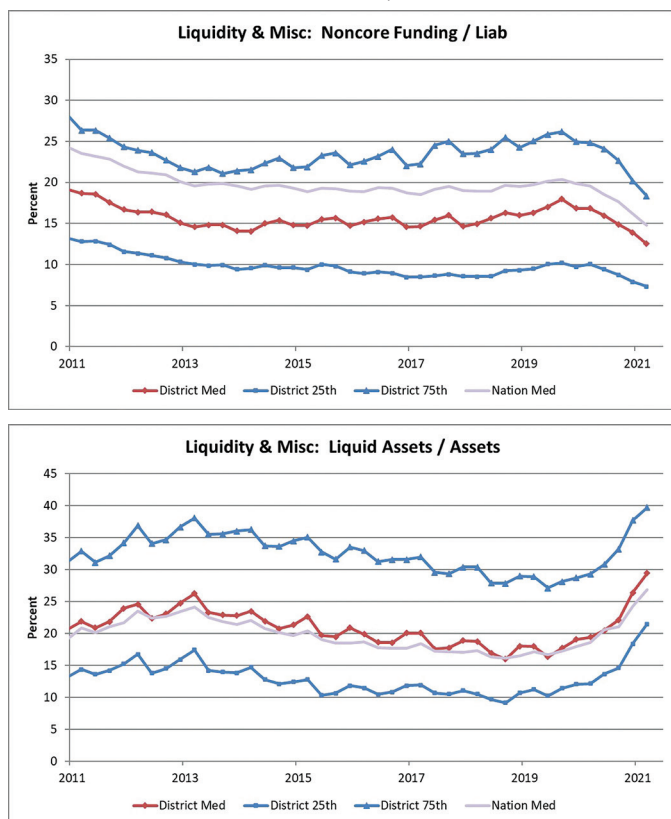 Liquidity & Misc: Noncore Funding / Liab
35
30
25
20
15
10
5
0
Percent
2011 2013 2015 2017 2019 2021
District Med District 25th District 75th Nation Med
Liquidity & Misc: Liquid Assets / Assets
45
40
35
30
25
20
15
10
5
0
Percent
2011 2013 2015 2017 2019 2021
District Med District 25th District 75th Nation Med